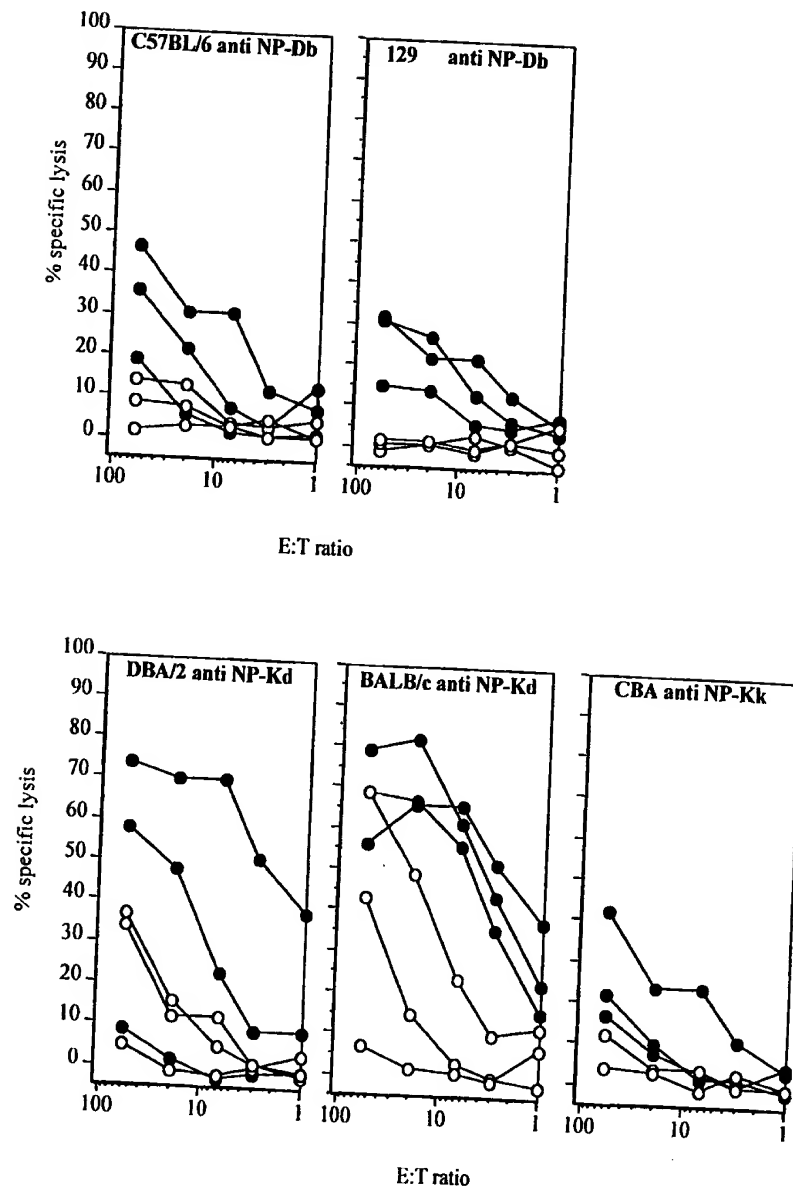 C57BL/6 anti NP-Db
129 anti NP-Db
100
90
80
70
60
50
40
30
20
10
0
% specific lysis
100 10 1
100 10 1
E:T ratio
DBA/2 anti NP-Kd
BALB/c anti NP-Kd
CBA anti NP-Kk
100
90
80
70
60
50
40
30
20
10
0
% specific lysis
100 10 1
100 10 1
100 10 1
E:T ratio